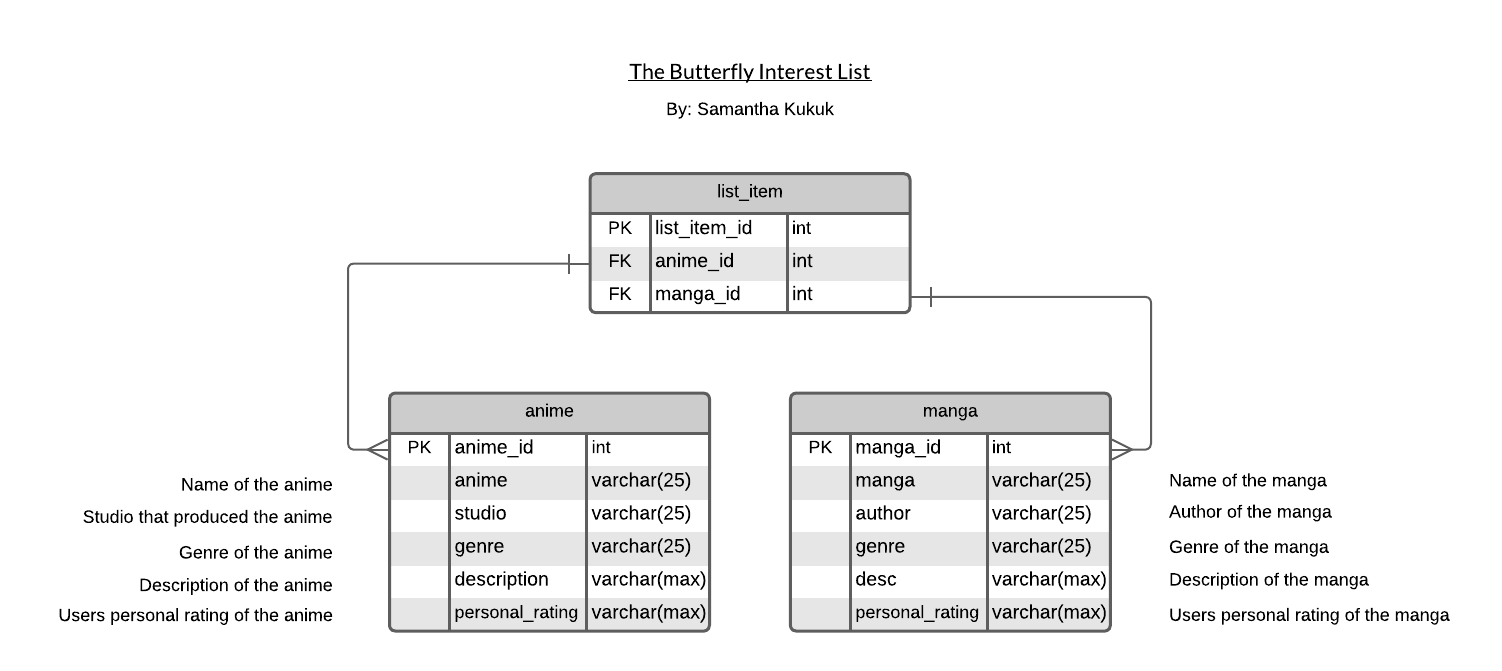 The Butterfly Interest List
By: Samantha Kukuk
list_item
PK list_item_id int
FK anime_id int
FK manga_id int
anime
PK anime_id int
anime varchar(25)
studio varchar(25)
genre varchar(25)
description varchar(max)
personal_rating varchar(max)
Name of the anime
Studio that produced the anime
Genre of the anime
Description of the anime
Users personal rating of the anime
manga
PK manga_id int
manga varchar(25)
author varchar(25)
genre varchar(25)
desc varchar(max)
personal_rating varchar(max)
Name of the manga
Author of the manga
Genre of the manga
Description of the manga
Users personal rating of the manga